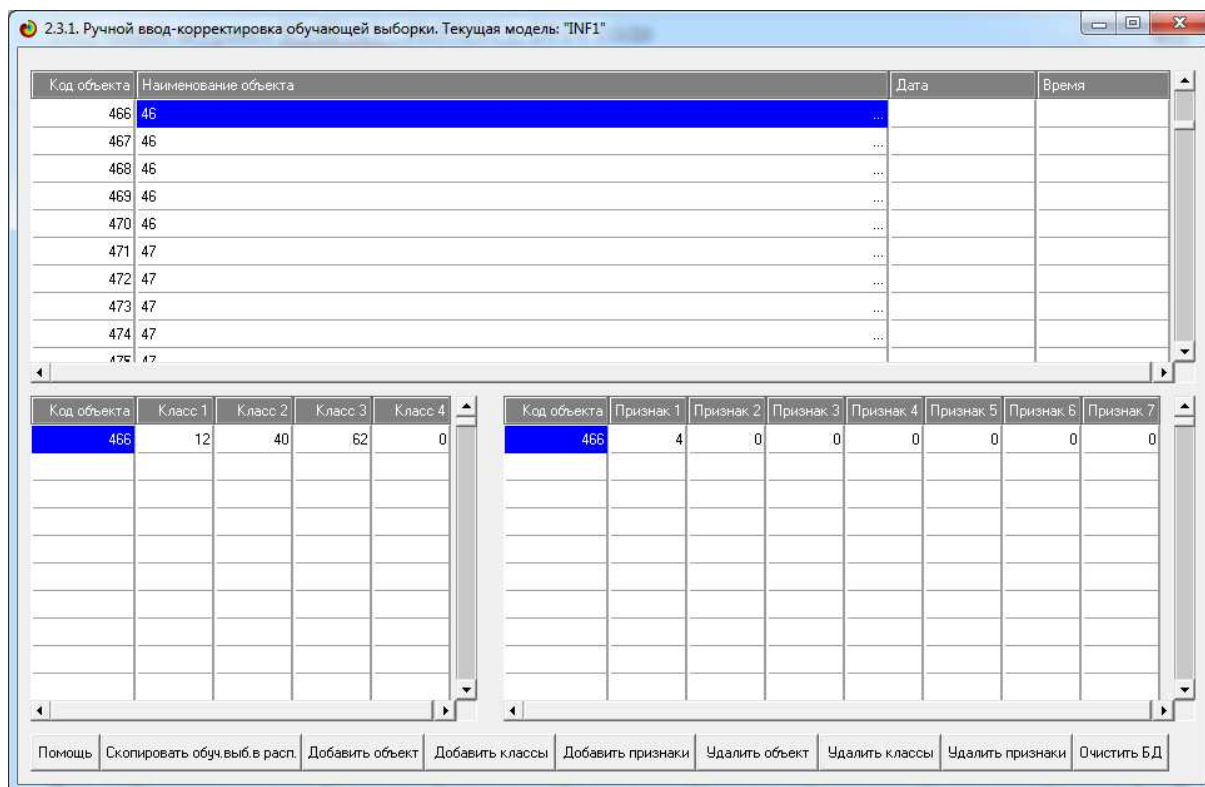 2.3.1. Ручной ввод-корректировка обучающей выборки. Текущая модель: "INF1"
Код объекта Наименование объекта Дата Время
466 46 ...
467 46 ...
468 46 ...
469 46 ...
470 46 ...
471 47 ...
472 47 ...
473 47 ...
474 47 ...
475 47
Код объекта Класс 1 Класс 2 Класс 3 Класс 4
466 12 40 62 0
Код объекта Признак 1 Признак 2 Признак 3 Признак 4 Признак 5 Признак 6 Признак 7
466 4 0 0 0 0 0 0
Помощь Скопировать обуч.выб.в расп. Добавить объект Добавить классы Добавить признаки Удалить объект Удалить классы Удалить признаки Очистить БД